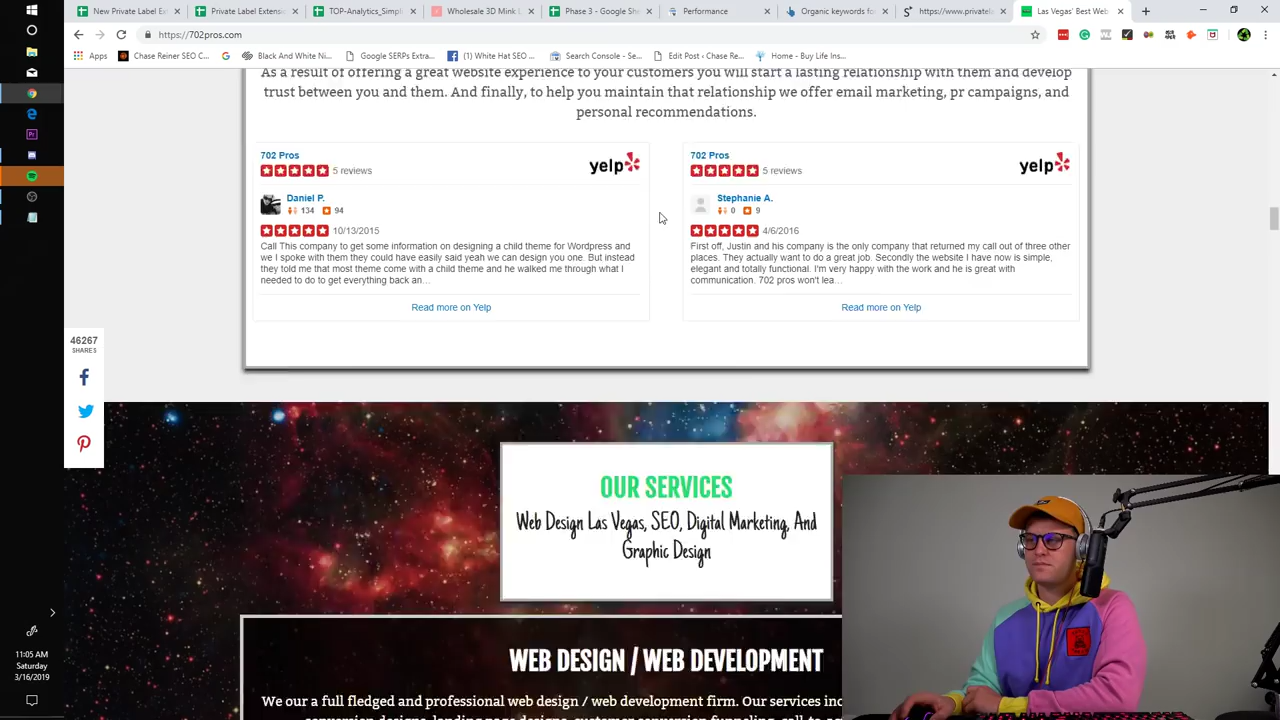 New Private Label Ex
Private Label Extension
TOP-Analytics_Simpl
Wholesale 3D Mink L
Phase 3 - Google She
Performance
Organic keywords fo
https://www.privatela
Las Vegas' Best Web
https://702pros.com
Apps
Chase Reiner SEO C...
Black And White Ni...
Google SERPs Extra...
(1) White Hat SEO ...
Search Console - Se...
Edit Post ‹ Chase Re...
Home - Buy Life Ins...
As a result of offering a great website experience to your customers you will start a lasting relationship with them and develop
trust between you and them. And finally, to help you maintain that relationship we offer email marketing, pr campaigns, and
personal recommendations.
702 Pros
5 reviews
yelp
Daniel P.
134 94
10/13/2015
Call This company to get some information on designing a child theme for Wordpress and
we I spoke with them they could have easily said yeah we can design you one. But instead
they told me that most theme come with a child theme and he walked me through what I
needed to do to get everything back an...
Read more on Yelp
702 Pros
5 reviews
yelp
Stephanie A.
0 9
4/6/2016
First off, Justin and his company is the only company that returned my call out of three other
places. They actually want to do a great job. Secondly the website I have now is simple,
elegant and totally functional. I'm very happy with the work and he is great with
communication. 702 pros won't lea...
Read more on Yelp
46267
SHARES
OUR SERVICES
Web Design Las Vegas, SEO, Digital Marketing, And
Graphic Design
WEB DESIGN / WEB DEVELOPMENT
We our a full fledged and professional web design / web development firm. Our services inc
11:05 AM
Saturday
3/16/2019